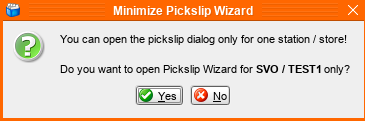 Minimize Pickslip Wizard
You can open the pickslip dialog only for one station / store!
Do you want to open Pickslip Wizard for SVO / TEST1 only?
Yes
No